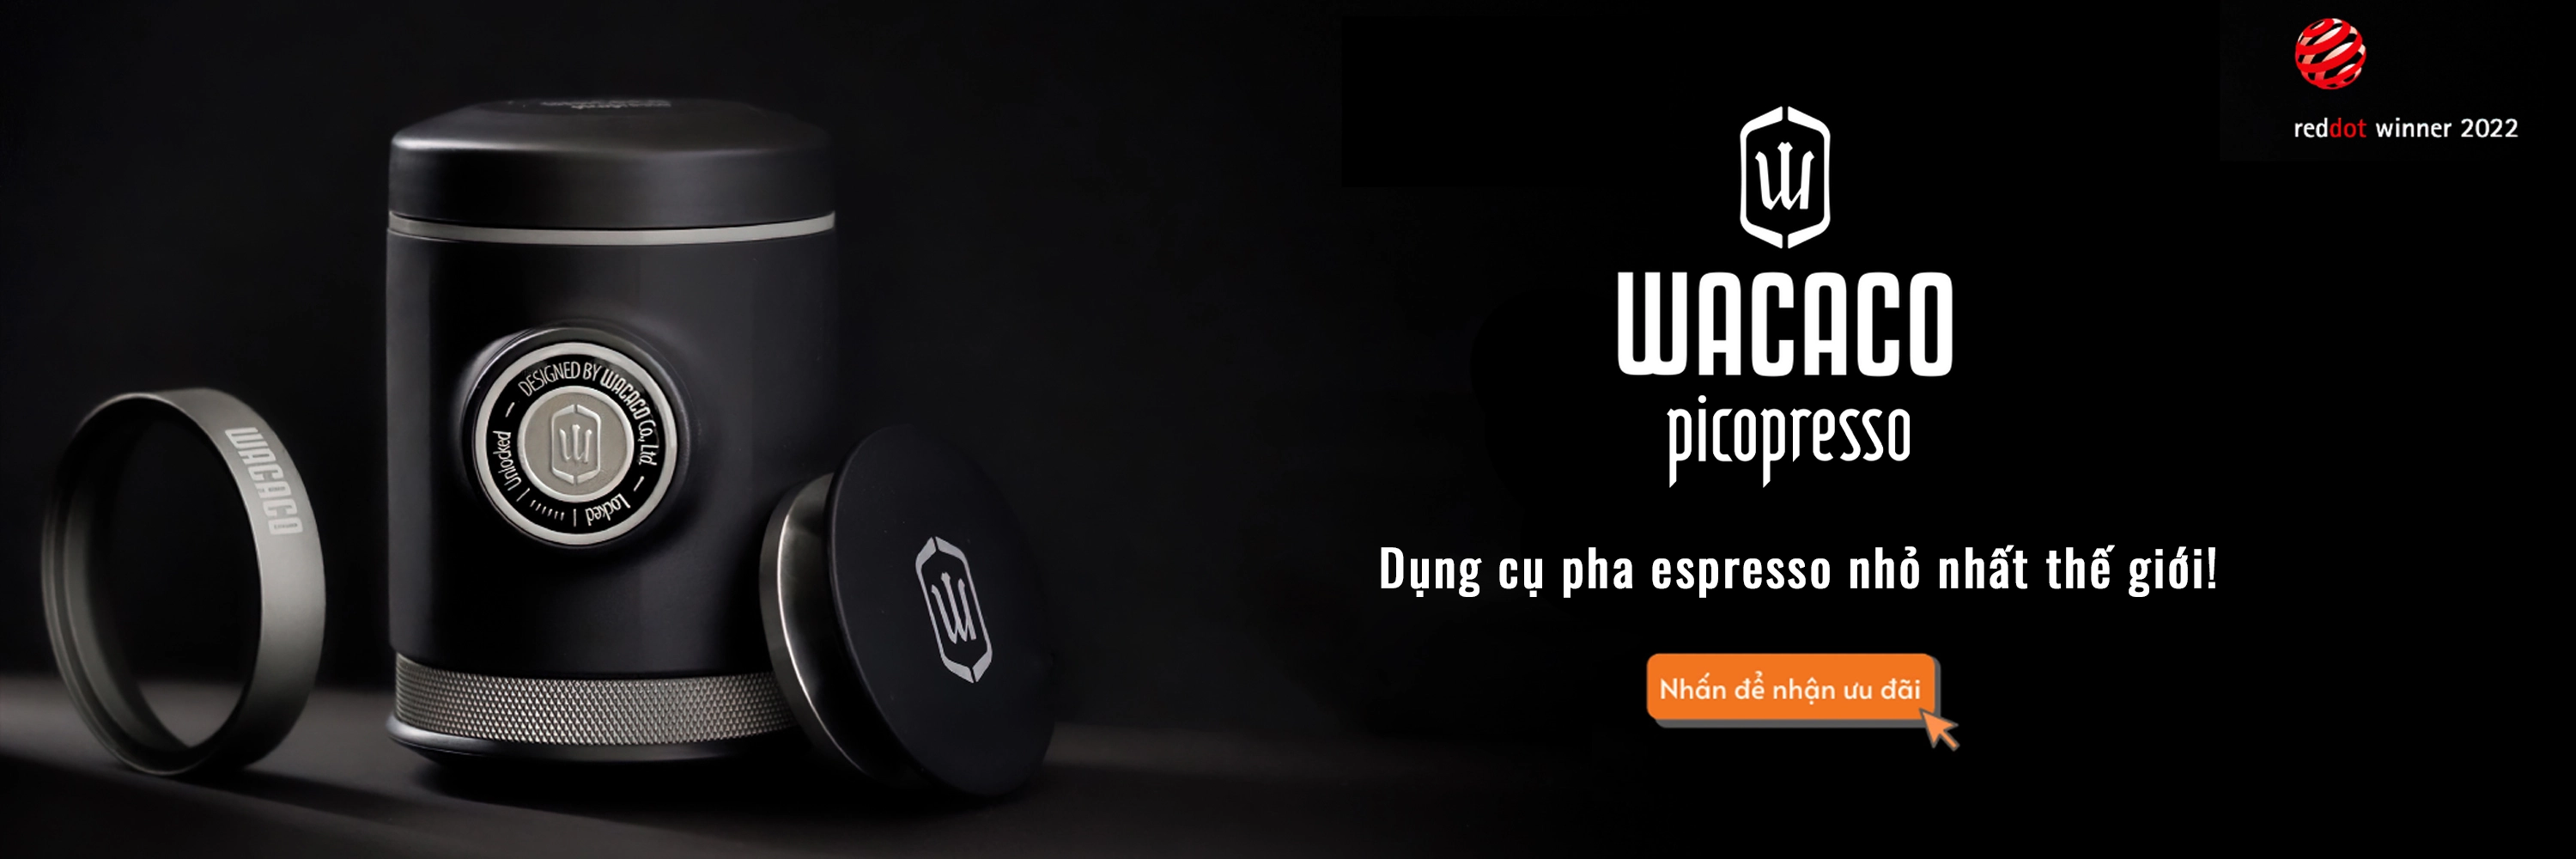 reddot winner 2022
WACACO
picopresso
Dụng cụ pha espresso nhỏ nhất thế giới!
Nhấn để nhận ưu đãi
DESIGNED BY WACACO Co., Ltd.
Unlocked
Locked
WACACO